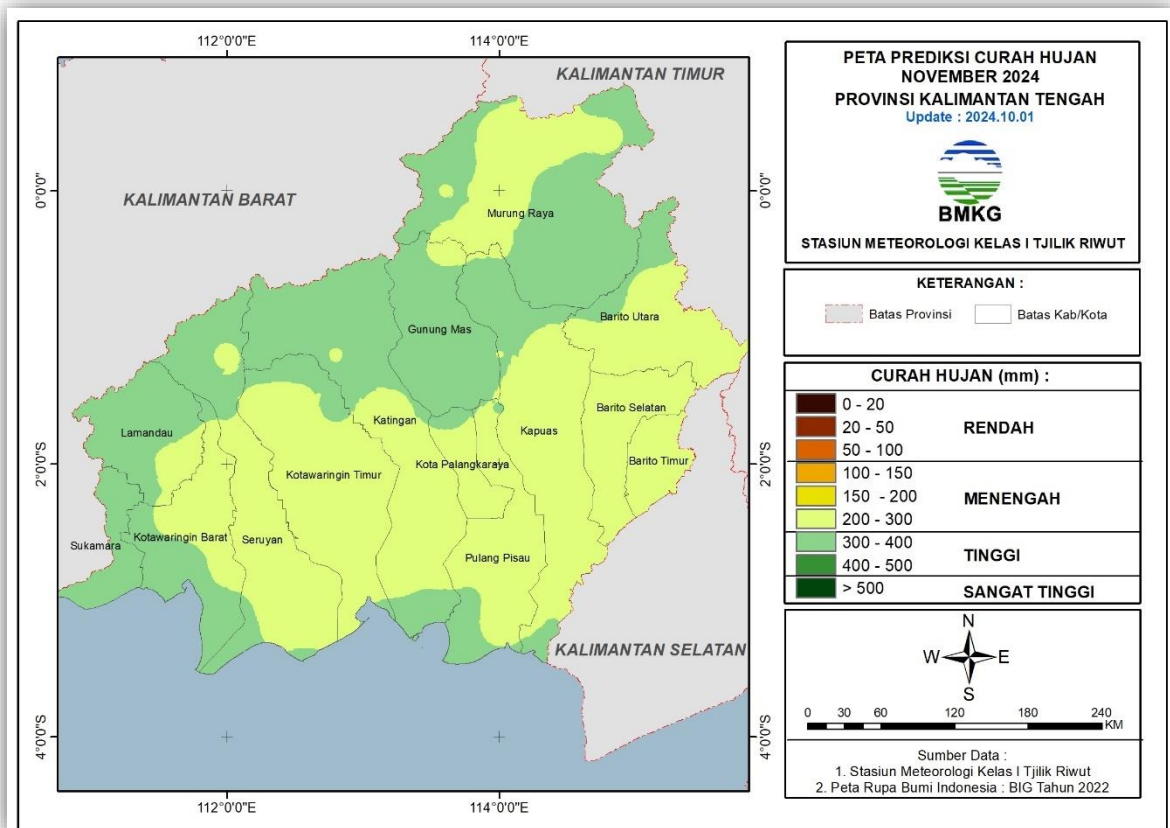 112°0'0"E
114°0'0"E
KALIMANTAN TIMUR
KALIMANTAN BARAT
0°0'0"
0°0'0"
Murung Raya
Gunung Mas
Barito Utara
Lamandau
Katingan
Kapuas
Barito Selatan
2°0'0"S
Kotawaringin Timur
Kota Palangkaraya
Barito Timur
2°0'0"S
Sukamara
Kotawaringin Barat
Seruyan
Pulang Pisau
KALIMANTAN SELATAN
4°0'0"S
4°0'0"S
112°0'0"E
114°0'0"E
PETA PREDIKSI CURAH HUJAN
NOVEMBER 2024
PROVINSI KALIMANTAN TENGAH
Update : 2024.10.01
BMKG
STASIUN METEOROLOGI KELAS I TJILIK RIWUT
KETERANGAN :
Batas Provinsi
Batas Kab/Kota
CURAH HUJAN (mm) :
0 - 20
20 - 50
RENDAH
50 - 100
100 - 150
150 - 200
MENENGAH
200 - 300
300 - 400
TINGGI
400 - 500
> 500
SANGAT TINGGI
N
W E
S
0 30 60 120 180 240
KM
Sumber Data :
1. Stasiun Meteorologi Kelas I Tjilik Riwut
2. Peta Rupa Bumi Indonesia : BIG Tahun 2022